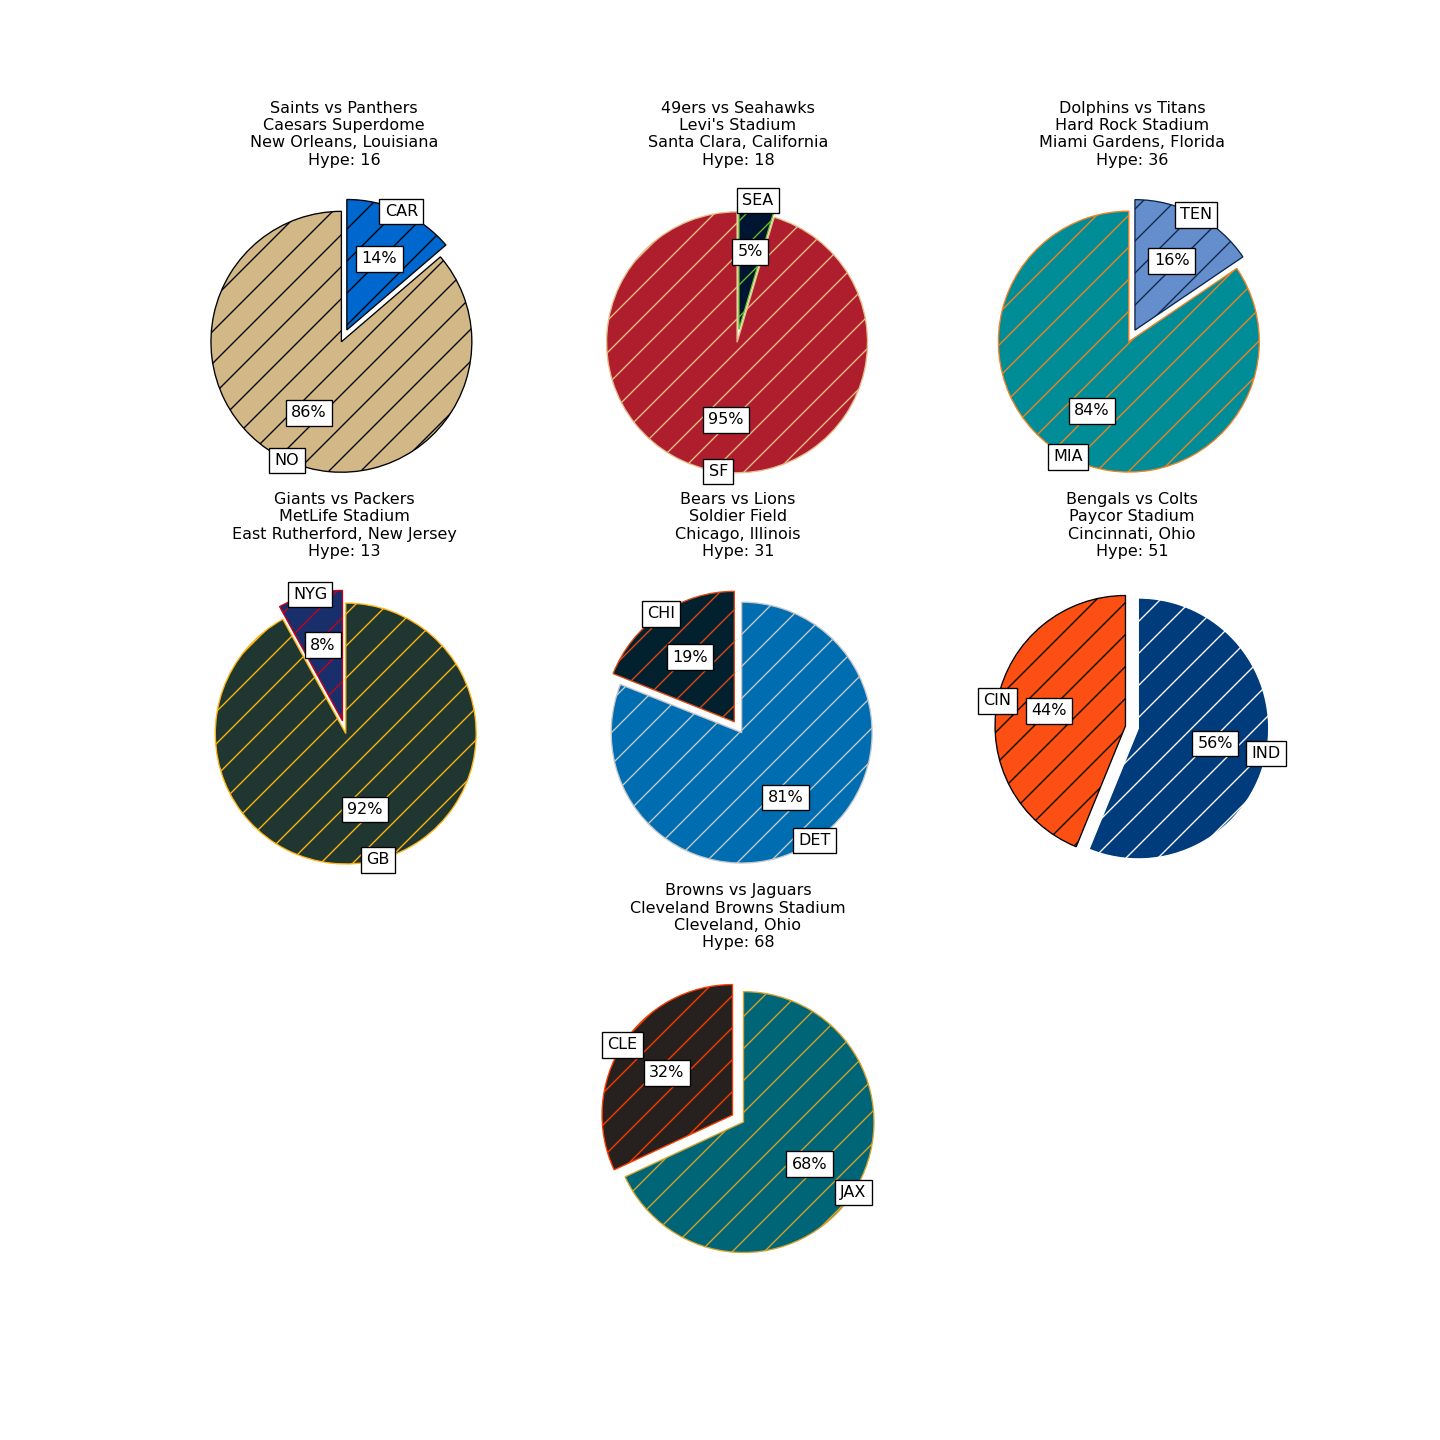 Saints vs Panthers
Caesars Superdome
New Orleans, Louisiana
Hype: 16
CAR
14%
86%
NO
49ers vs Seahawks
Levi's Stadium
Santa Clara, California
Hype: 18
SEA
5%
95%
SF
Dolphins vs Titans
Hard Rock Stadium
Miami Gardens, Florida
Hype: 36
TEN
16%
84%
MIA
Giants vs Packers
MetLife Stadium
East Rutherford, New Jersey
Hype: 13
NYG
8%
92%
GB
Bears vs Lions
Soldier Field
Chicago, Illinois
Hype: 31
CHI
19%
81%
DET
Bengals vs Colts
Paycor Stadium
Cincinnati, Ohio
Hype: 51
CIN
44%
56%
IND
Browns vs Jaguars
Cleveland Browns Stadium
Cleveland, Ohio
Hype: 68
CLE
32%
68%
JAX